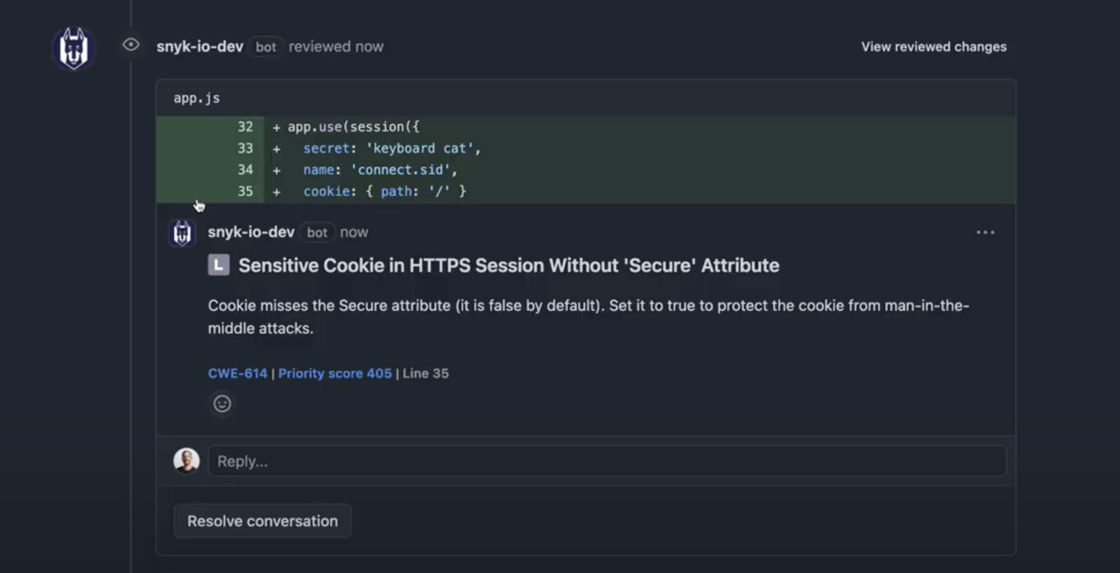 snyk-io-dev bot reviewed now View reviewed changes
app.js
32 + app.use(session({
33 + secret: 'keyboard cat',
34 + name: 'connect.sid',
35 + cookie: { path: '/' }
snyk-io-dev bot now
L Sensitive Cookie in HTTPS Session Without 'Secure' Attribute
Cookie misses the Secure attribute (it is false by default). Set it to true to protect the cookie from man-in-the-
middle attacks.
CWE-614 | Priority score 405 | Line 35
Reply...
Resolve conversation